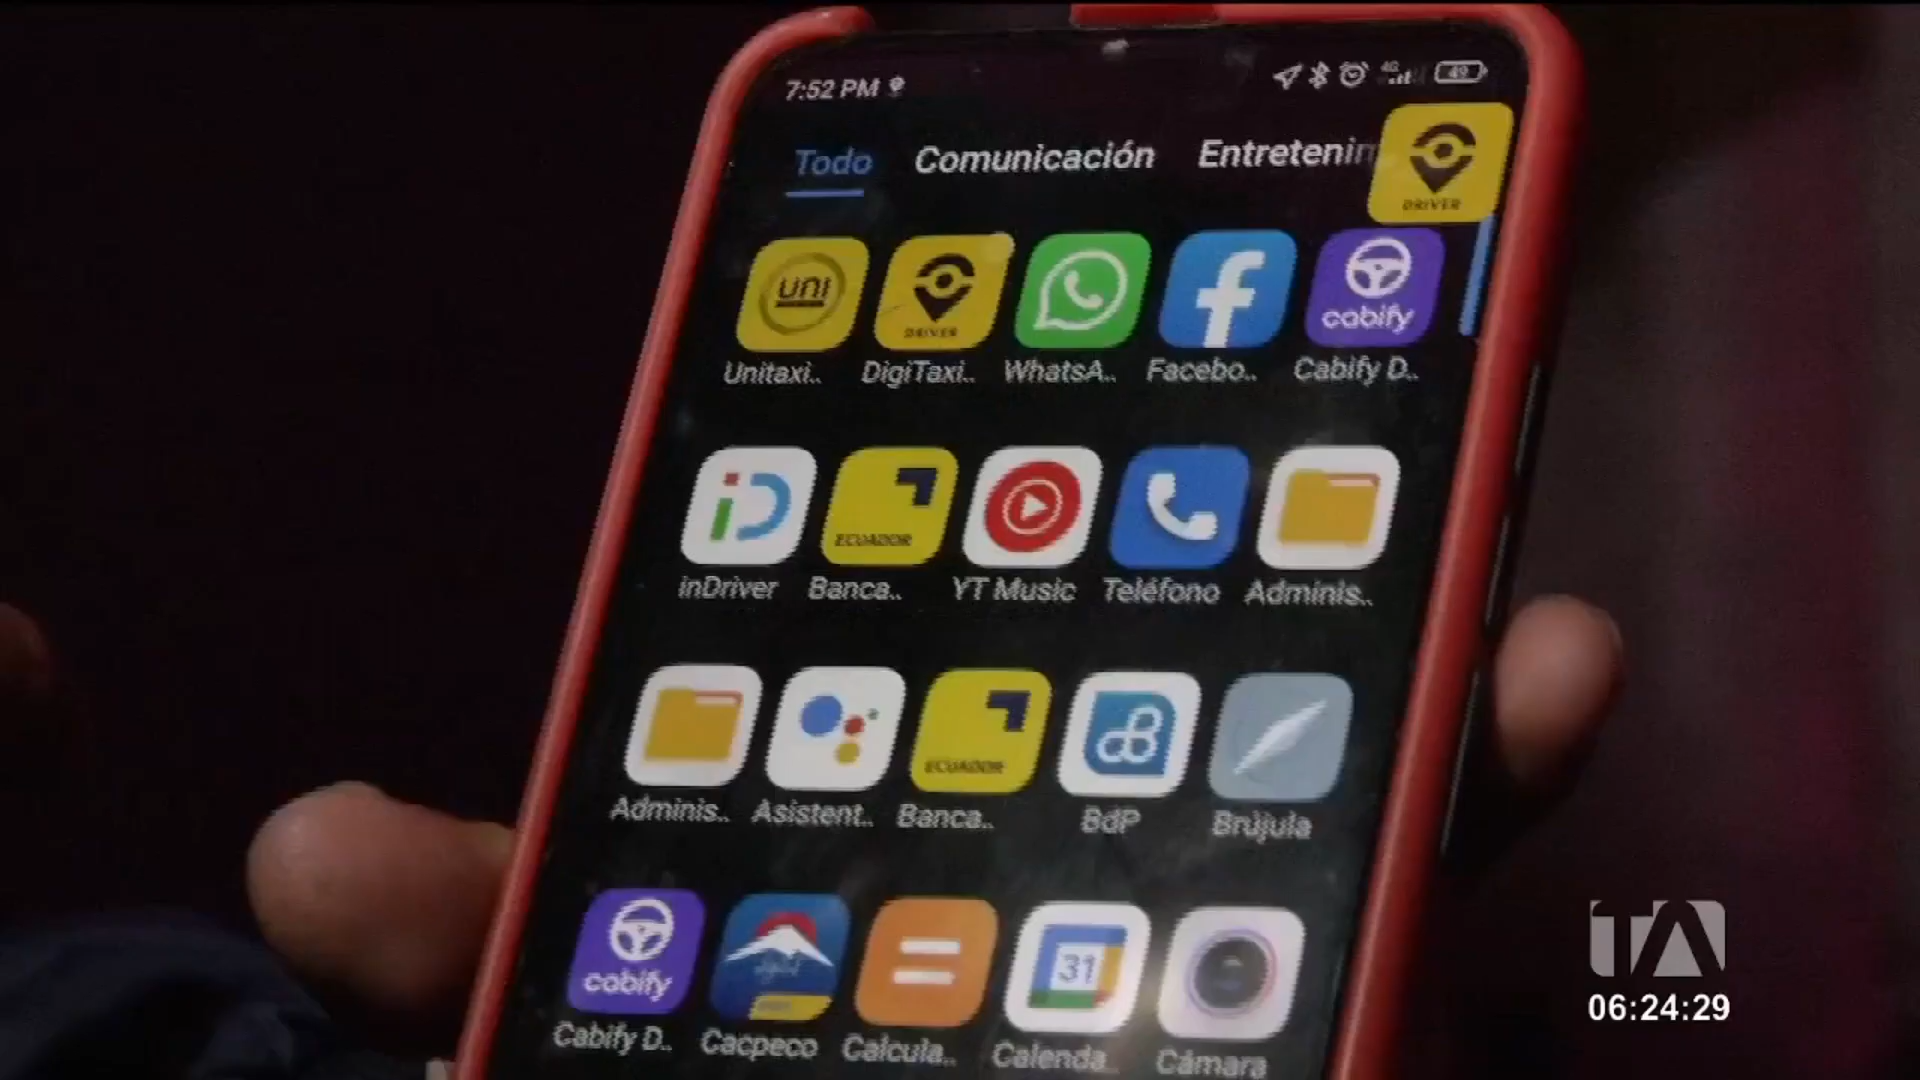 7:52 PM 4G 49
Todo Comunicación Entretenim
DRIVER
uni DRIVER cabify
Unitaxi.. DigiTaxi.. WhatsA.. Facebo.. Cabify D..
iD ECUADOR
inDriver Banca.. YT Music Teléfono Adminis..
ECUADOR
Adminis.. Asistent.. Banca.. BdP Brújula
cabify 31
Cabify D.. Cacpeco Calcula.. Calenda.. Cámara
TA
06:24:29